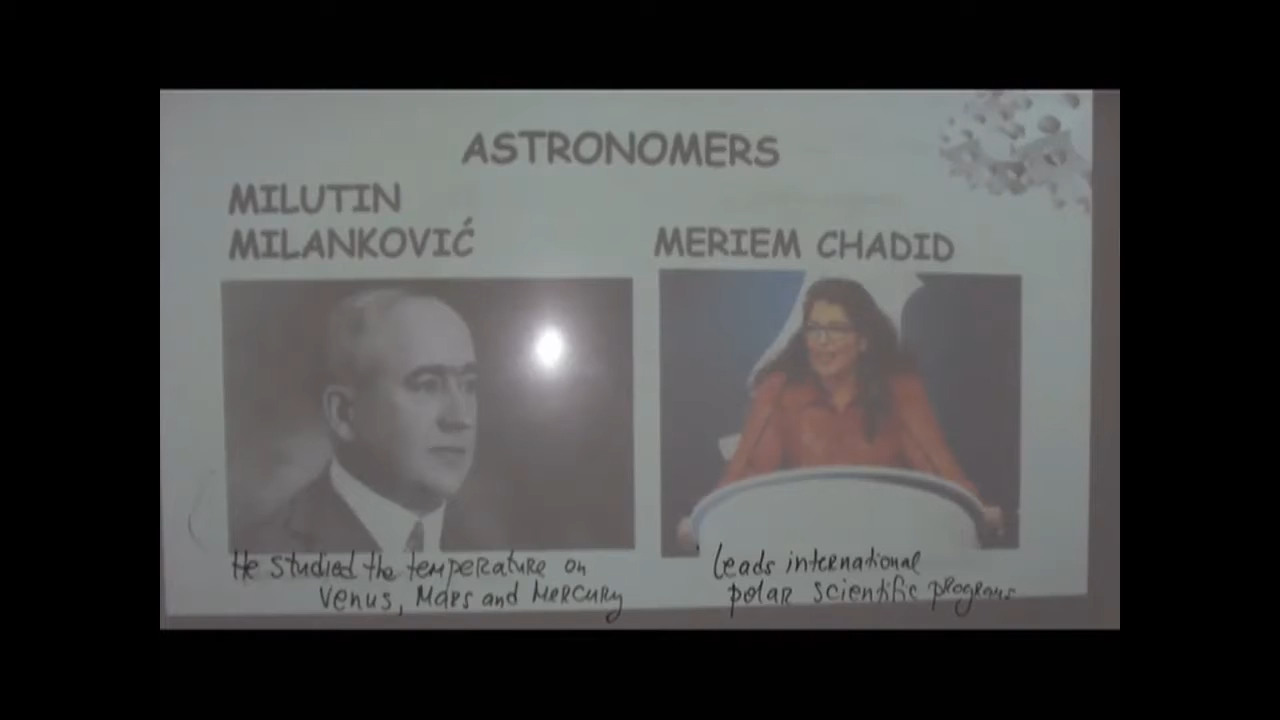 ASTRONOMERS
MILUTIN
MILANKOVIĆ
He studied the temperature on
Venus, Mars and Mercury
MERIEM CHADID
Leads international
polar scientific programs